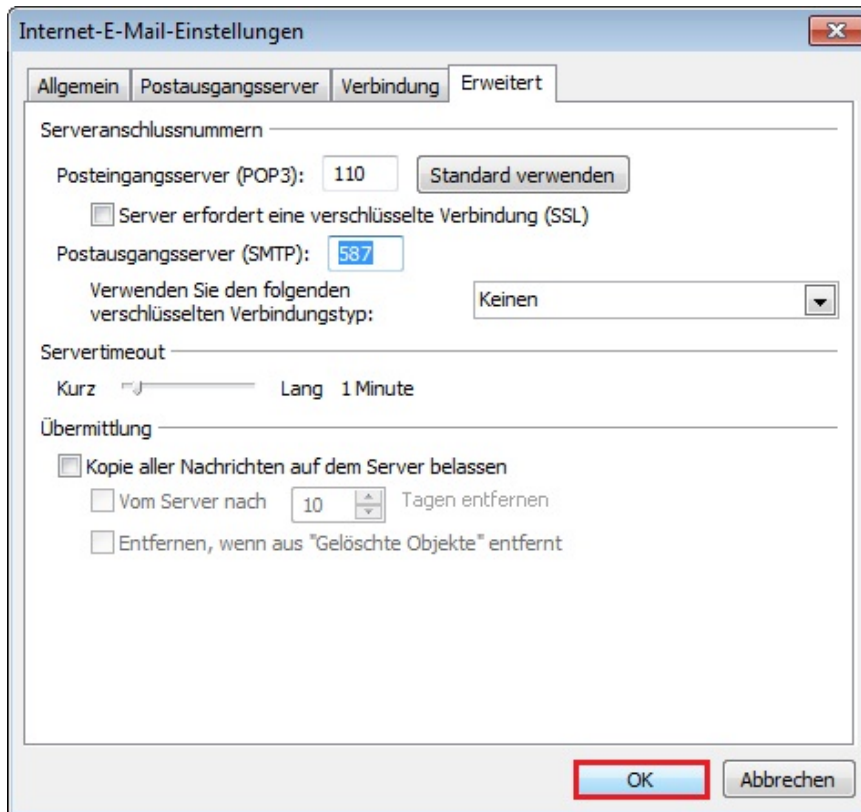 Internet-E-Mail-Einstellungen
Allgemein Postausgangsserver Verbindung Erweitert
Serveranschlussnummern
Posteingangsserver (POP3): 110 Standard verwenden
Server erfordert eine verschlüsselte Verbindung (SSL)
Postausgangsserver (SMTP): 587
Verwenden Sie den folgenden
verschlüsselten Verbindungstyp: Keinen
Servertimeout
Kurz Lang 1 Minute
Übermittlung
Kopie aller Nachrichten auf dem Server belassen
Vom Server nach 10 Tagen entfernen
Entfernen, wenn aus "Gelöschte Objekte" entfernt
OK Abbrechen